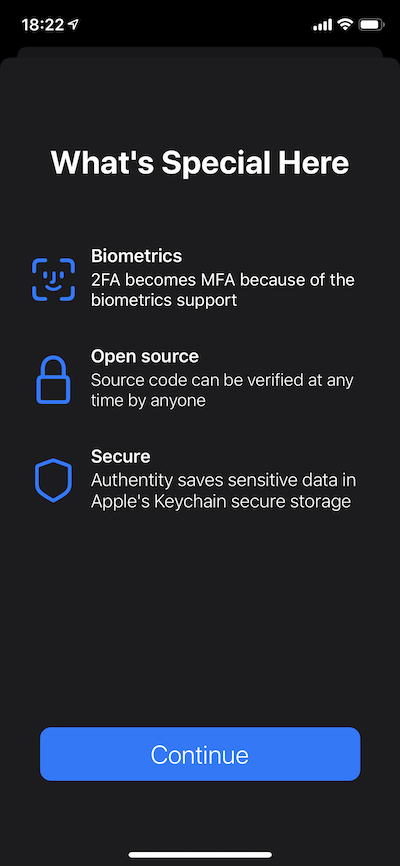 18:22
What's Special Here
Biometrics
2FA becomes MFA because of the
biometrics support
Open source
Source code can be verified at any
time by anyone
Secure
Authentity saves sensitive data in
Apple's Keychain secure storage
Continue